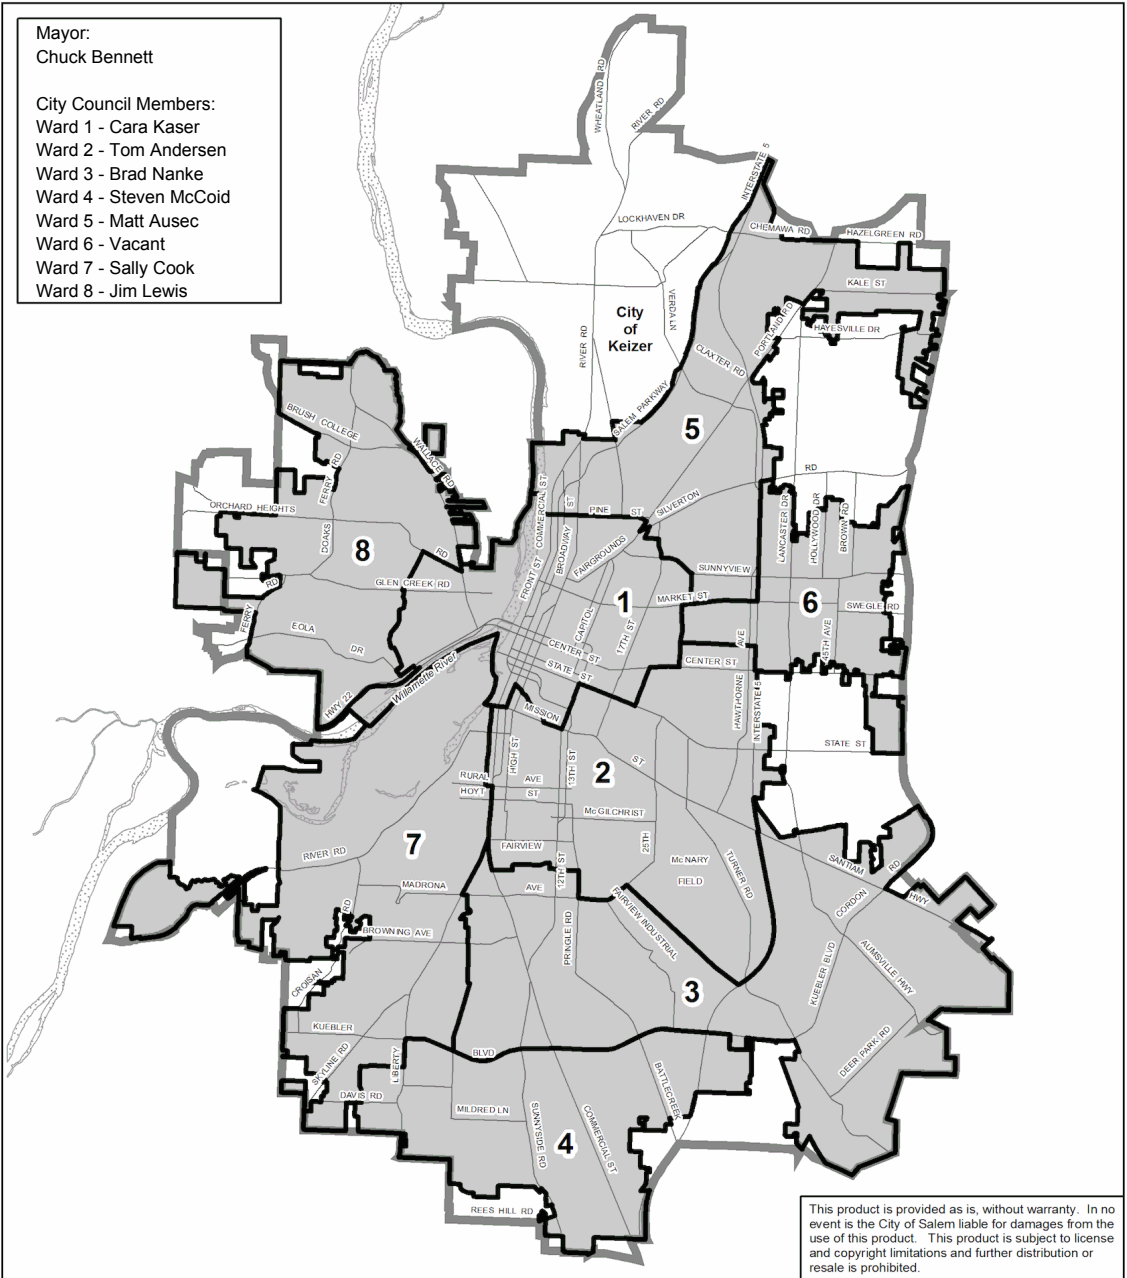 Mayor:
Chuck Bennett
City Council Members:
Ward 1 - Cara Kaser
Ward 2 - Tom Andersen
Ward 3 - Brad Nanke
Ward 4 - Steven McCoid
Ward 5 - Matt Ausec
Ward 6 - Vacant
Ward 7 - Sally Cook
Ward 8 - Jim Lewis
WHEATLAND RD
RIVER RD
INTERSTATE 5
LOCKHAVEN DR
CHEMAWA RD
HAZELGREEN RD
KALE ST
VERDA LN
City
of
Keizer
RIVER RD
PORTLAND RD
HAYESVILLE DR
CLAXTER RD
SALEM PARKWAY
5
BRUSH COLLEGE
RD
WALLACE RD
FERRY
ORCHARD HEIGHTS
RD
DOAKS
8
COMMERCIAL ST
ST
PINE ST
SILVERTON
RD
LANCASTER DR
HOLLYWOOD DR
BROWN RD
BROADWAY
FAIRGROUNDS
FRONT ST
SUNNYVIEW
RD
GLEN CREEK RD
1
MARKET ST
6
SWEGLE RD
FERRY
EOLA
DR
CAPITOL
17TH ST
AVE
45TH AVE
CENTER ST
STATE ST
CENTER ST
HWY 22
Willamette River
HAWTHORNE
INTERSTATE 5
MISSION
ST
STATE ST
HIGH ST
13TH ST
2
RURAL AVE
HOYT ST
McGILCHRIST
25TH
7
FAIRVIEW
12TH ST
McNARY
FIELD
TURNER RD
SANTIAM
HWY
RIVER RD
MADRONA
AVE
CORDON
RD
FAIRVIEW INDUSTRIAL
RD
BROWNING AVE
PRINGLE RD
CROISAN
KUEBLER BLVD
AUMSVILLE HWY
3
KUEBLER
BLVD
SKYLINE RD
LIBERTY
BATTLECREEK
DEER PARK RD
DAVIS RD
MILDRED LN
SUNNYSIDE RD
COMMERCIAL ST
4
REES HILL RD
This product is provided as is, without warranty. In no
event is the City of Salem liable for damages from the
use of this product. This product is subject to license
and copyright limitations and further distribution or
resale is prohibited.